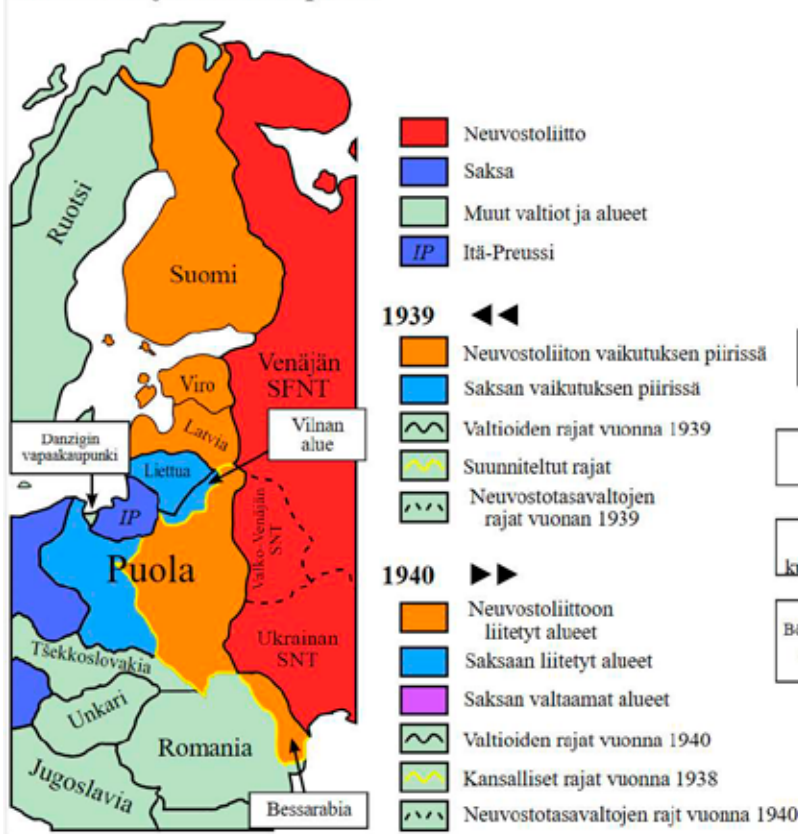 Ruotsi
Suomi
Viro
Latvia
Liettua
Danzigin
vapaakaupunki
IP
Puola
Vilnan
alue
Venäjän
SFNT
Valko-Venäjän
SNT
Ukrainan
SNT
Tšekkoslovakia
Unkari
Romania
Jugoslavia
Bessarabia
Neuvostoliitto
Saksa
Muut valtiot ja alueet
IP Itä-Preussi
1939
Neuvostoliiton vaikutuksen piirissä
Saksan vaikutuksen piirissä
Valtioiden rajat vuonna 1939
Suunnitellut rajat
Neuvostotasavaltojen
rajat vuonan 1939
1940
Neuvostoliittoon
liitetyt alueet
Saksaan liitetyt alueet
Saksan valtaamat alueet
Valtioiden rajat vuonna 1940
Kansalliset rajat vuonna 1938
Neuvostotasavaltojen rajt vuonna 1940